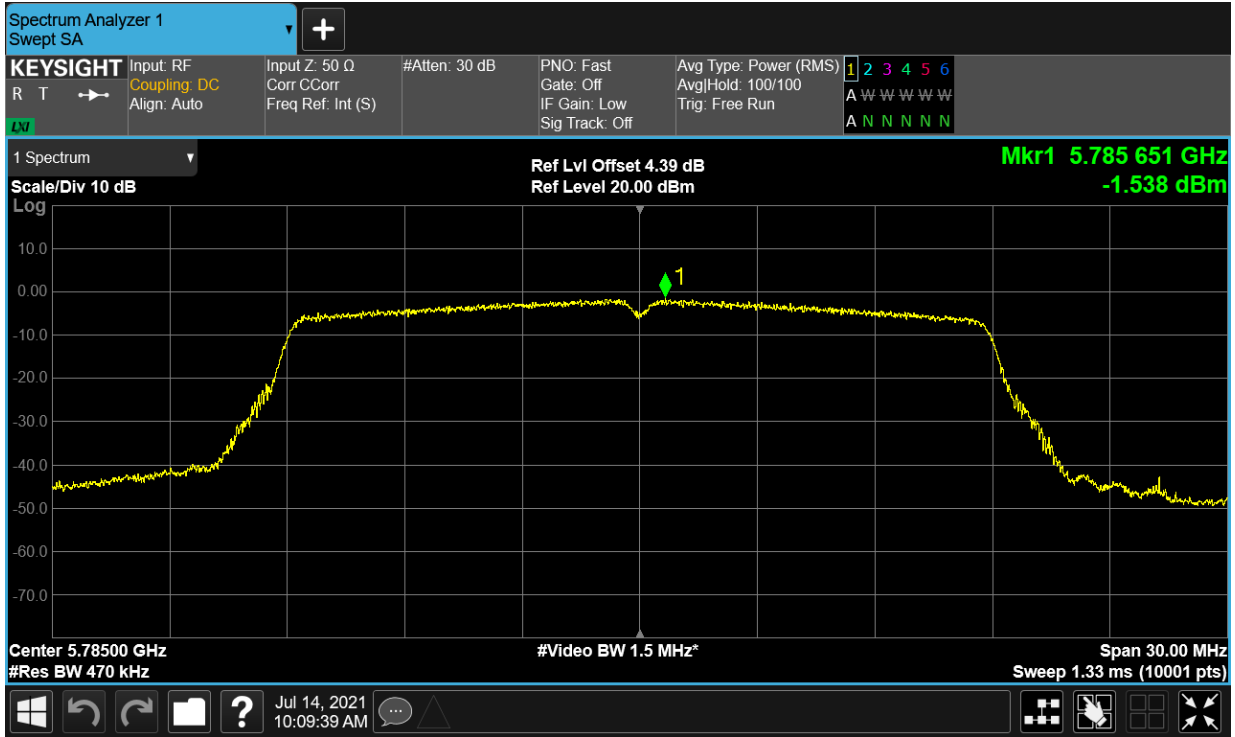 Spectrum Analyzer 1
Swept SA
KEYSIGHT
R T
LXI
Input: RF
Coupling: DC
Align: Auto
Input Z: 50 Ω
Corr CCorr
Freq Ref: Int (S)
#Atten: 30 dB
PNO: Fast
Gate: Off
IF Gain: Low
Sig Track: Off
Avg Type: Power (RMS)
Avg|Hold: 100/100
Trig: Free Run
1 2 3 4 5 6
A W W W W W
A N N N N N
1 Spectrum
Scale/Div 10 dB
Log
Ref Lvl Offset 4.39 dB
Ref Level 20.00 dBm
Mkr1 5.785 651 GHz
-1.538 dBm
10.0
0.00
-10.0
-20.0
-30.0
-40.0
-50.0
-60.0
-70.0
1
Center 5.78500 GHz
#Res BW 470 kHz
#Video BW 1.5 MHz*
Span 30.00 MHz
Sweep 1.33 ms (10001 pts)
?
Jul 14, 2021
10:09:39 AM